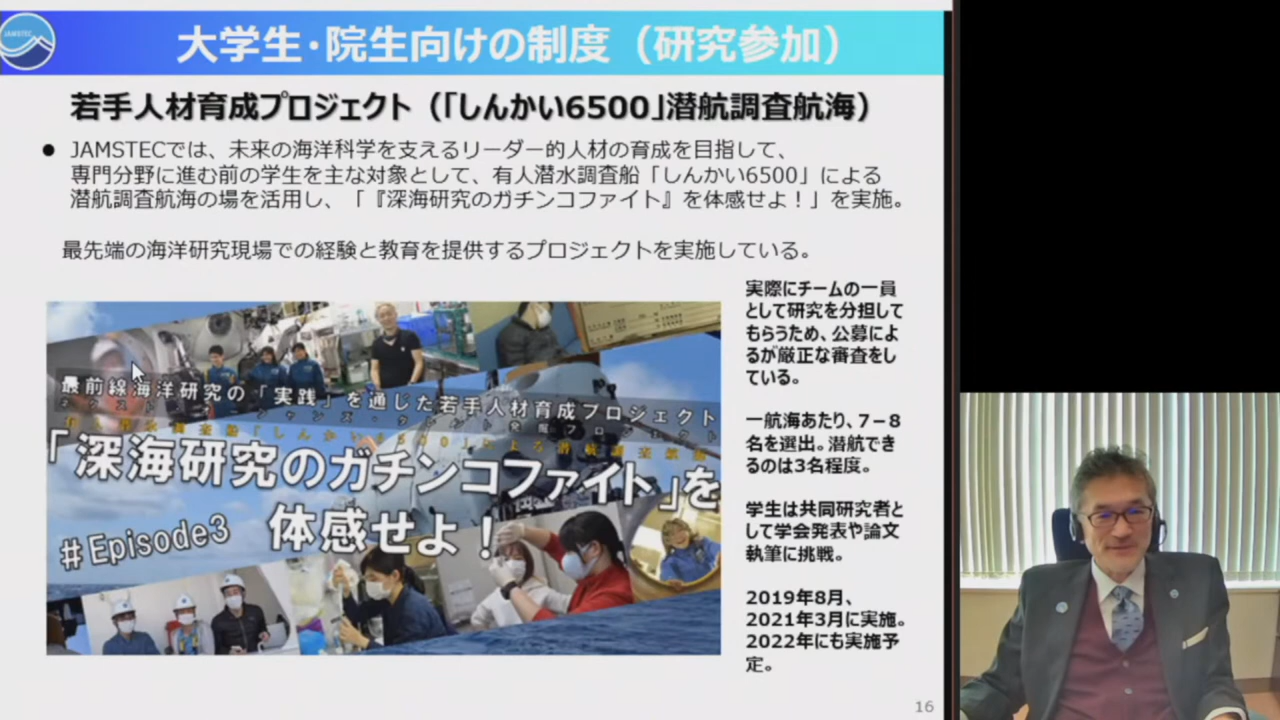 JAMSTEC
大学生・院生向けの制度（研究参加）
若手人材育成プロジェクト（「しんかい6500」潜航調査航海）
● JAMSTECでは、未来の海洋科学を支えるリーダー的人材の育成を目指して、
専門分野に進む前の学生を主な対象として、有人潜水調査船「しんかい6500」による
潜航調査航海の場を活用し、「『深海研究のガチンコファイト』を体感せよ！」を実施。
最先端の海洋研究現場での経験と教育を提供するプロジェクトを実施している。
最前線海洋研究の「実践」を通じた若手人材育成プロジェクト
「深海研究のガチンコファイト」を
体感せよ！
#Episode3
実際にチームの一員
として研究を分担して
もらうため、公募によ
るが厳正な審査をし
ている。
一航海あたり、7－8
名を選出。潜航でき
るのは3名程度。
学生は共同研究者と
して学会発表や論文
執筆に挑戦。
2019年8月、
2021年3月に実施。
2022年にも実施予
定。
16